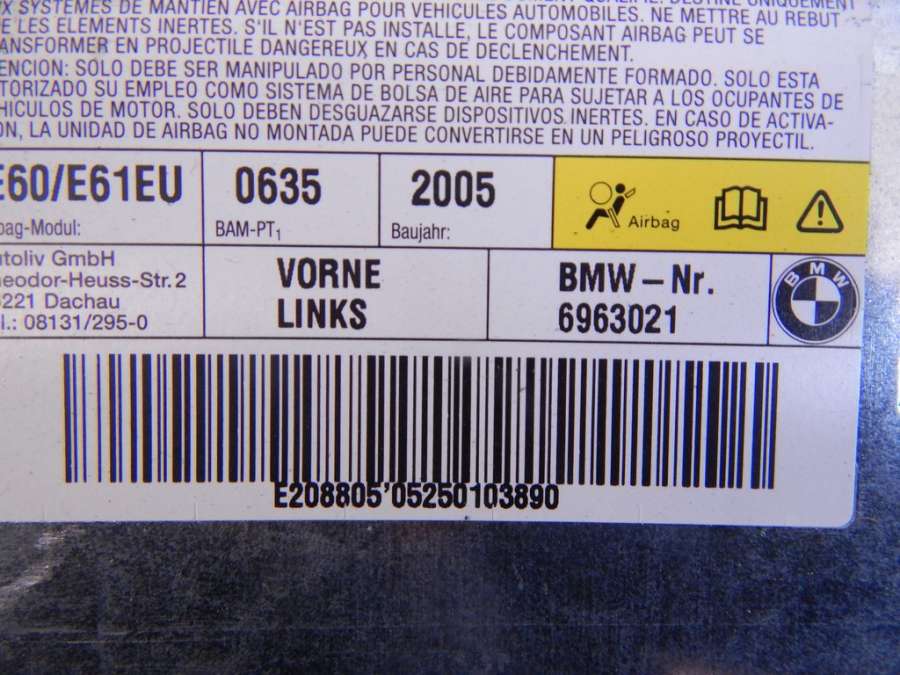 SYSTEMES DE MAINTIEN AVEC AIRBAG POUR VEHICULES AUTOMOBILES. NE METTRE AU REBUT
LES ELEMENTS INERTES. S'IL N'EST PAS INSTALLE, LE COMPOSANT AIRBAG PEUT SE
TRANSFORMER EN PROJECTILE DANGEREUX EN CAS DE DECLENCHEMENT.
ENCION: SOLO DEBE SER MANIPULADO POR PERSONAL DEBIDAMENTE FORMADO. SOLO ESTA
TORIZADO SU EMPLEO COMO SISTEMA DE BOLSA DE AIRE PARA SUJETAR A LOS OCUPANTES DE
HICULOS DE MOTOR. SOLO DEBEN DESGUAZARSE DISPOSITIVOS INERTES. EN CASO DE ACTIVA-
ON, LA UNIDAD DE AIRBAG NO MONTADA PUEDE CONVERTIRSE EN UN PELIGROSO PROYECTIL.
E60/E61EU 0635 2005
bag-Modul: BAM-PT1 Baujahr: Airbag
utoliv GmbH
eodor-Heuss-Str.2
5221 Dachau
l.: 08131/295-0
VORNE
LINKS
BMW-Nr.
6963021
BMW
E208805'05250103890